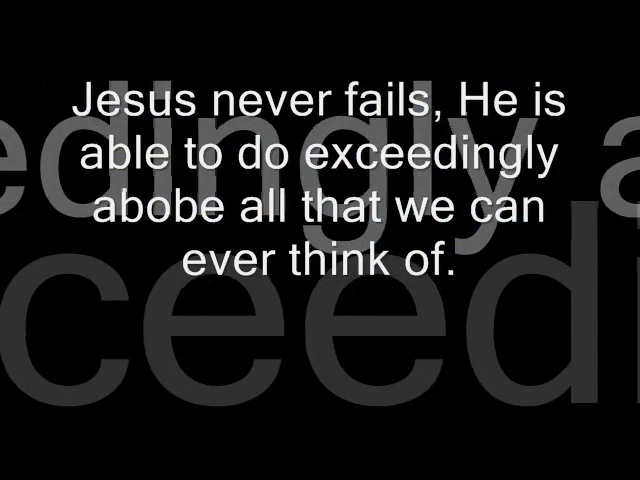 Jesus never fails, He is
able to do exceedingly
abobe all that we can
ever think of.
edingly a
ceedi